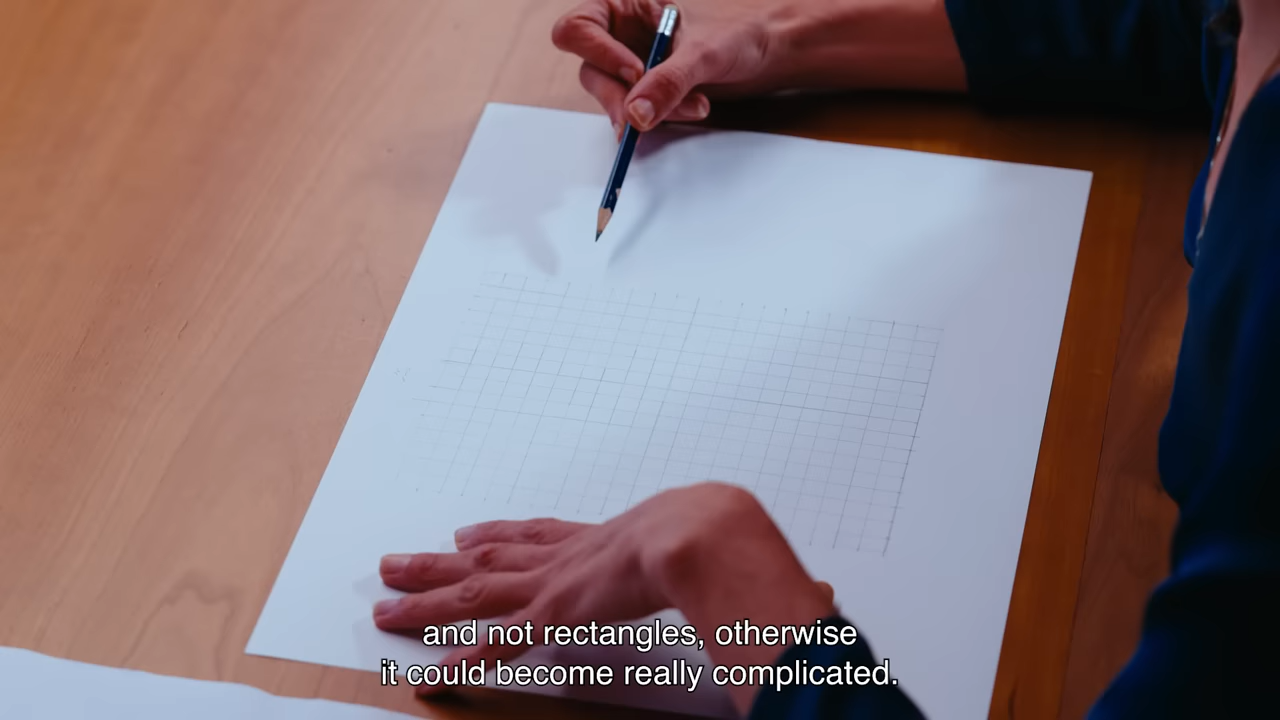 and not rectangles, otherwise
it could become really complicated.